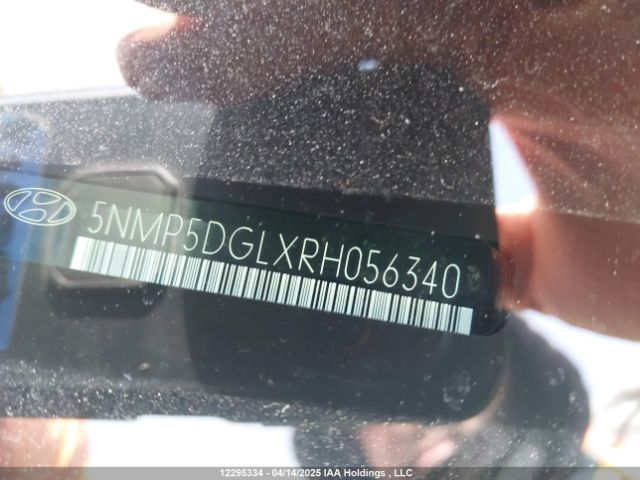 5NMP5DGLXRH056340
12295334 - 04/14/2025 IAA Holdings , LLC